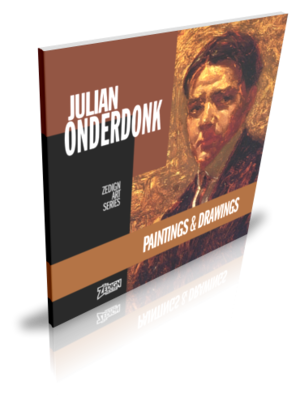 JULIAN
ONDERDONK
ZEDIGN
ART
SERIES
PAINTINGS & DRAWINGS
ZEDIGN